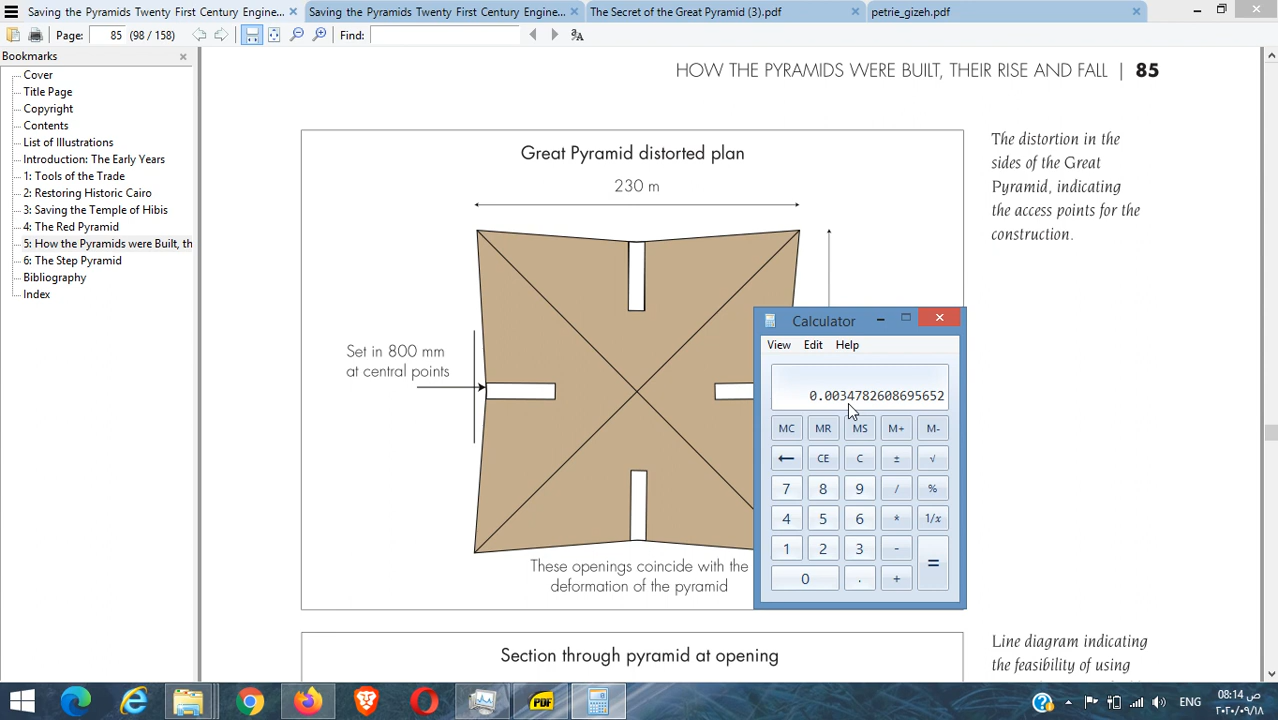 Saving the Pyramids Twenty First Century Engine... ×
Saving the Pyramids Twenty First Century Engine... ×
The Secret of the Great Pyramid (3).pdf ×
petrie_gizeh.pdf ×
Page: 85 (98 / 158)
Find:
Bookmarks
Cover
Title Page
Copyright
Contents
List of Illustrations
Introduction: The Early Years
1: Tools of the Trade
2: Restoring Historic Cairo
3: Saving the Temple of Hibis
4: The Red Pyramid
5: How the Pyramids were Built, th
6: The Step Pyramid
Bibliography
Index
HOW THE PYRAMIDS WERE BUILT, THEIR RISE AND FALL | 85
Great Pyramid distorted plan
230 m
Set in 800 mm
at central points
These openings coincide with the
deformation of the pyramid
The distortion in the
sides of the Great
Pyramid, indicating
the access points for the
construction.
Calculator
View Edit Help
0.0034782608695652
MC MR MS M+ M-
← CE C ± √
7 8 9 / %
4 5 6 * 1/x
1 2 3 - =
0 . +
Section through pyramid at opening
Line diagram indicating
the feasibility of using
PDF
ENG
08:14 ص
٢٠٢٠/٠٩/١٨